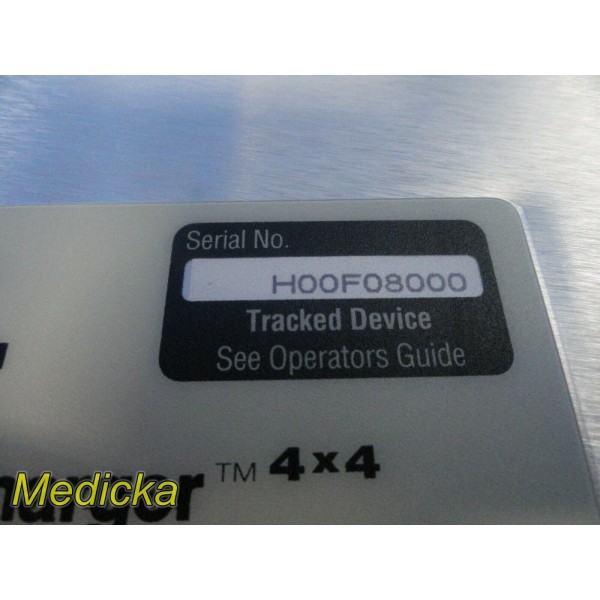 Serial No.
H00F08000
Tracked Device
See Operators Guide
TM 4x4
Medicka